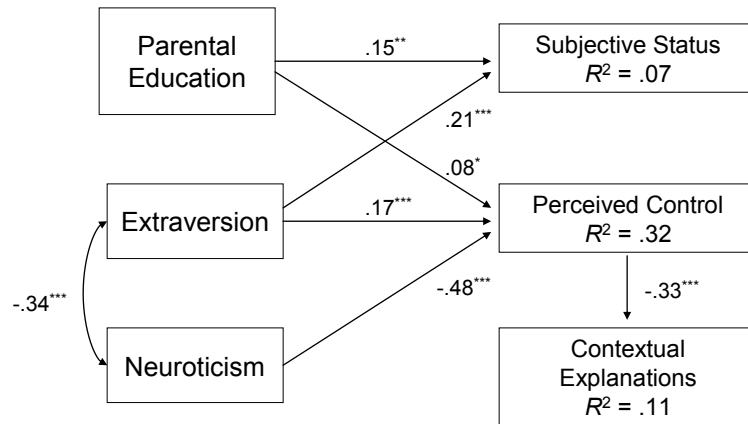 Parental
Education
.15**
Subjective Status
R² = .07
.21***
.08*
Extraversion
.17***
Perceived Control
R² = .32
-.34***
-.48***
-.33***
Neuroticism
Contextual
Explanations
R² = .11